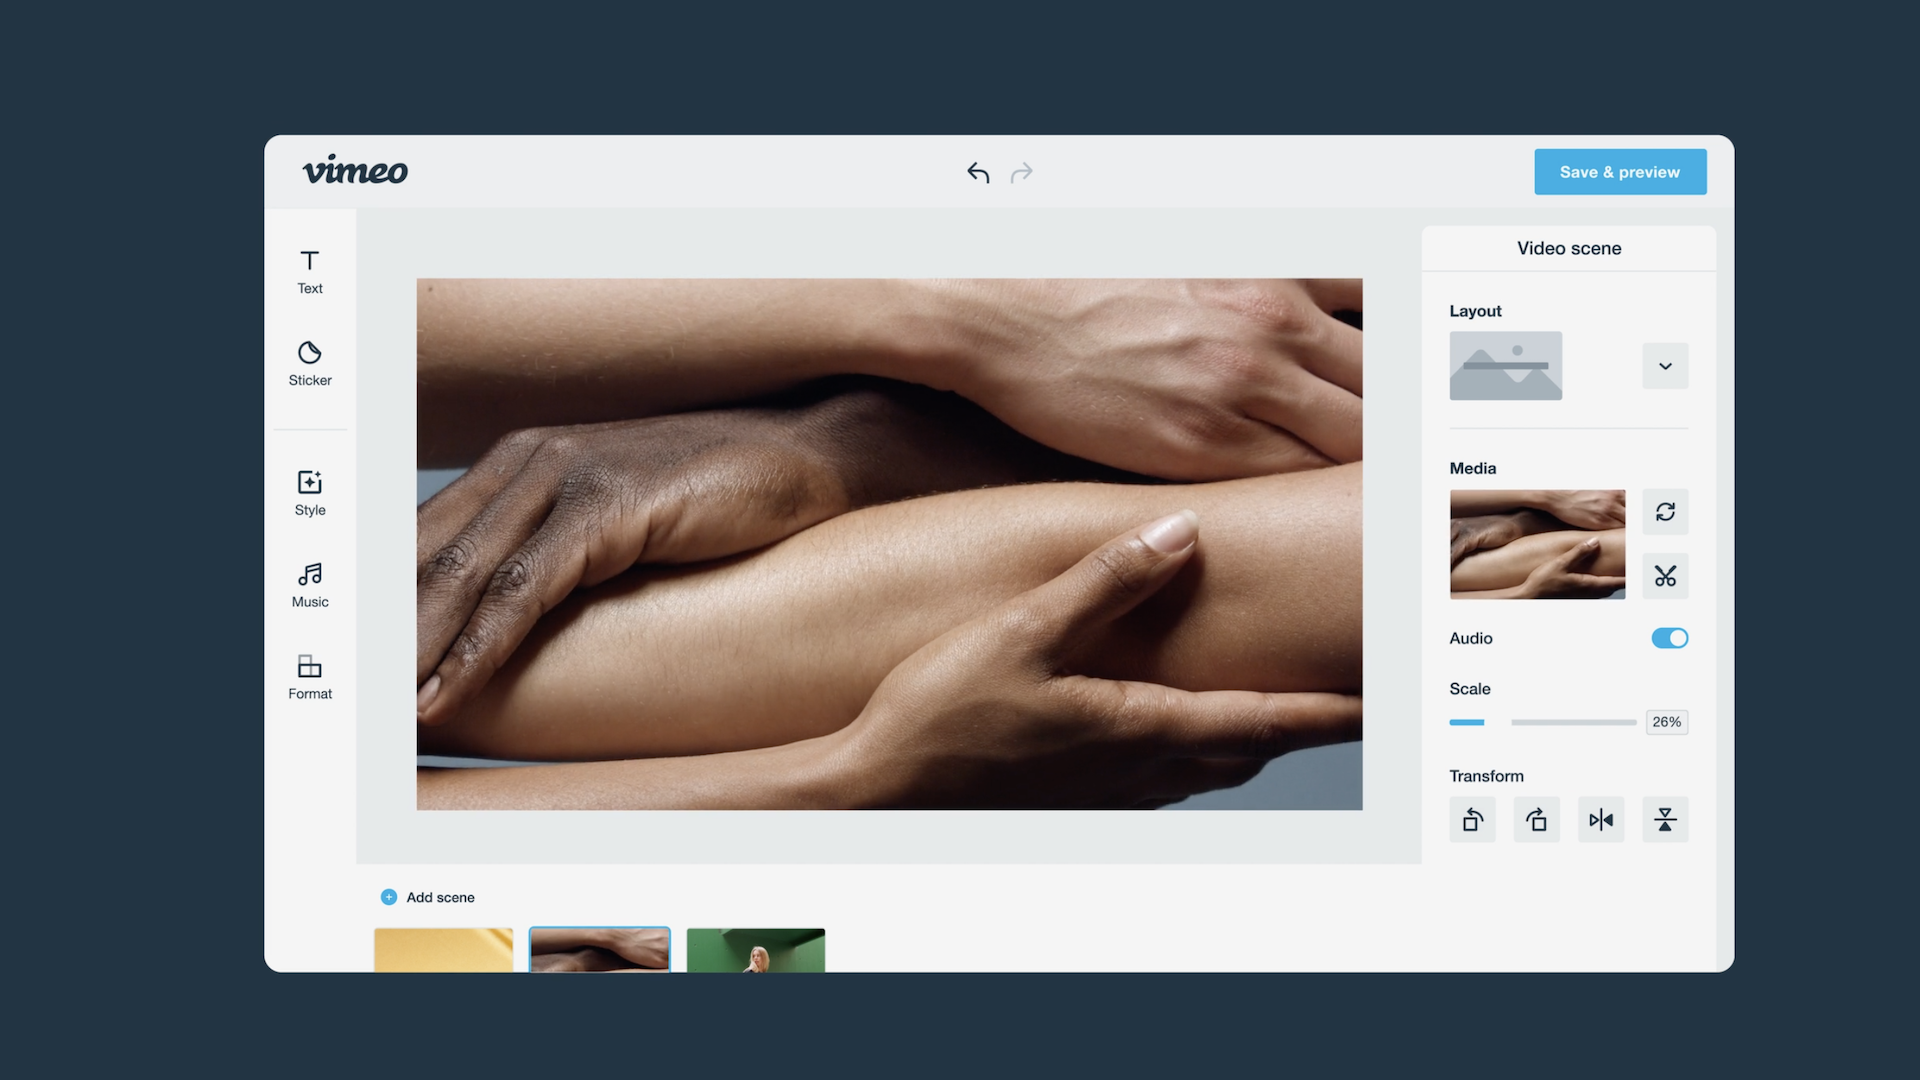 vimeo
Save & preview
Text
Sticker
Style
Music
Format
Video scene
Layout
Media
Audio
Scale
26%
Transform
Add scene